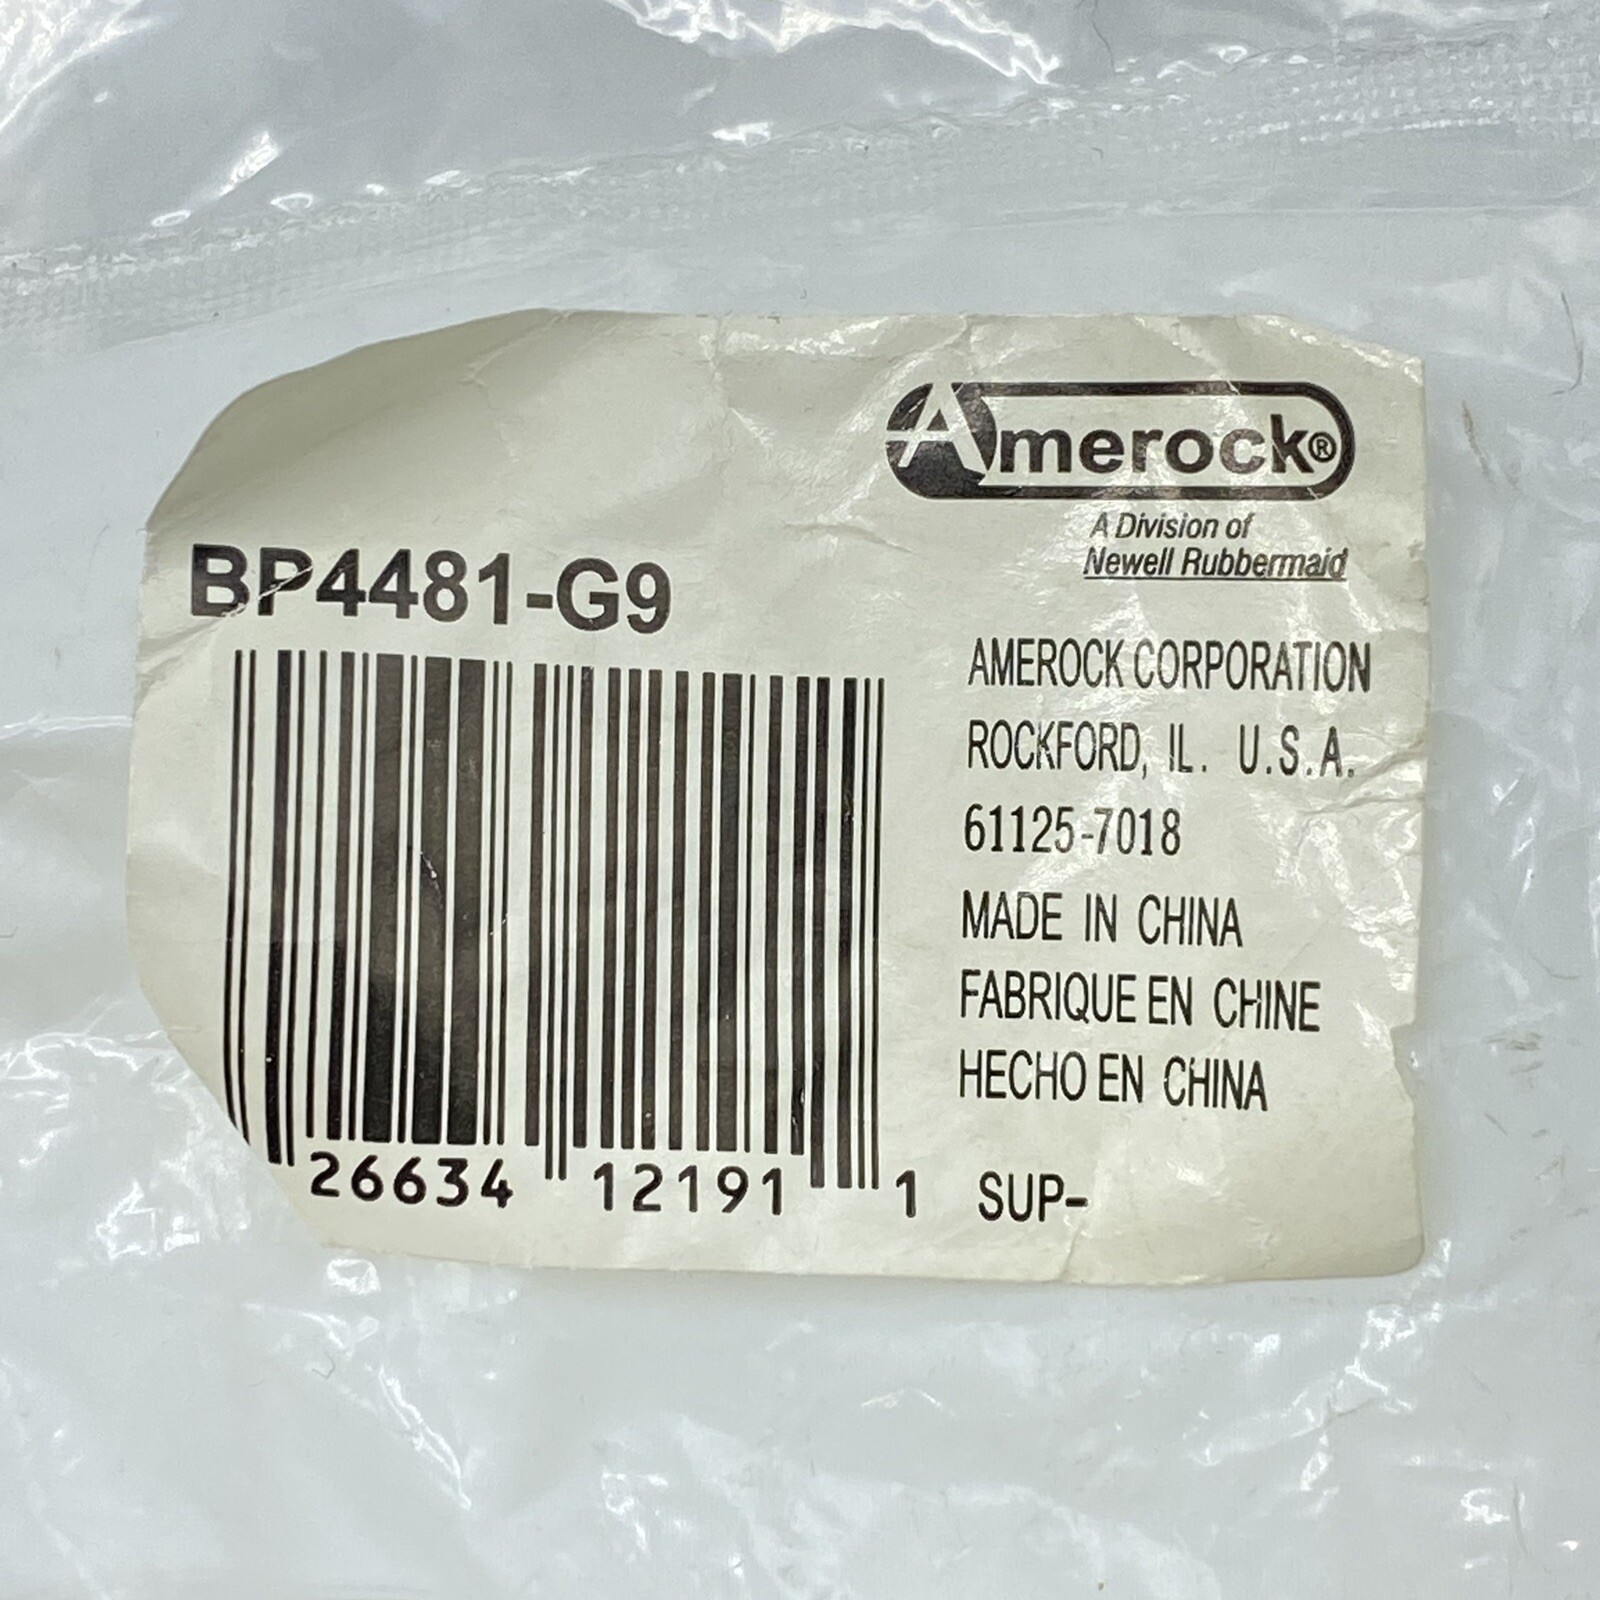 Amerock®
A Division of
Newell Rubbermaid
BP4481-G9
AMEROCK CORPORATION
ROCKFORD, IL. U.S.A.
61125-7018
MADE IN CHINA
FABRIQUE EN CHINE
HECHO EN CHINA
26634 12191 1
SUP-